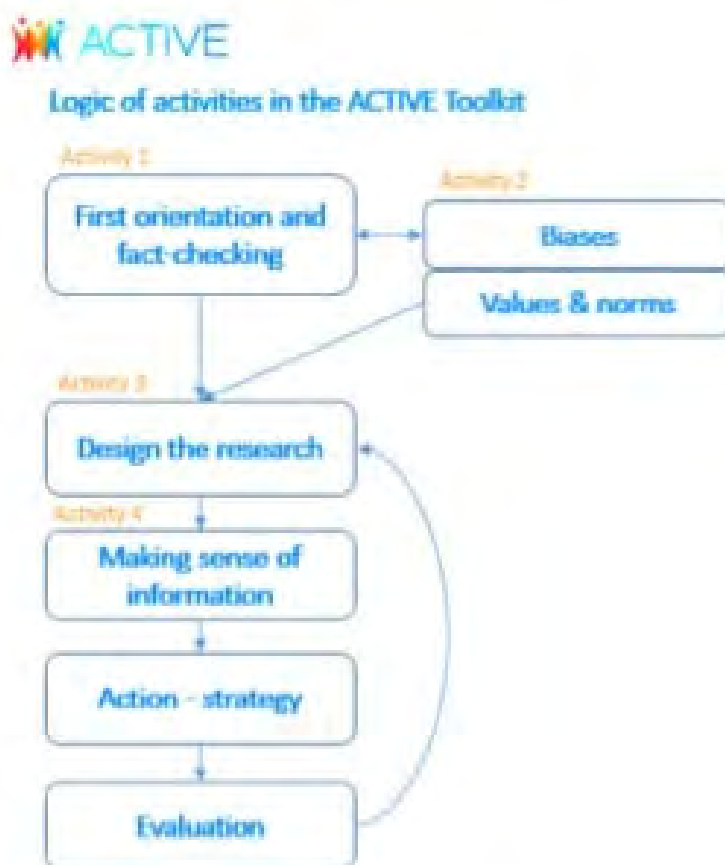 ACTIVE
Logic of activities in the ACTIVE Toolkit
Activity 1
First orientation and
fact-checking
Activity 2
Biases
Values & norms
Activity 3
Design the research
Activity 4
Making sense of
information
Action - strategy
Evaluation